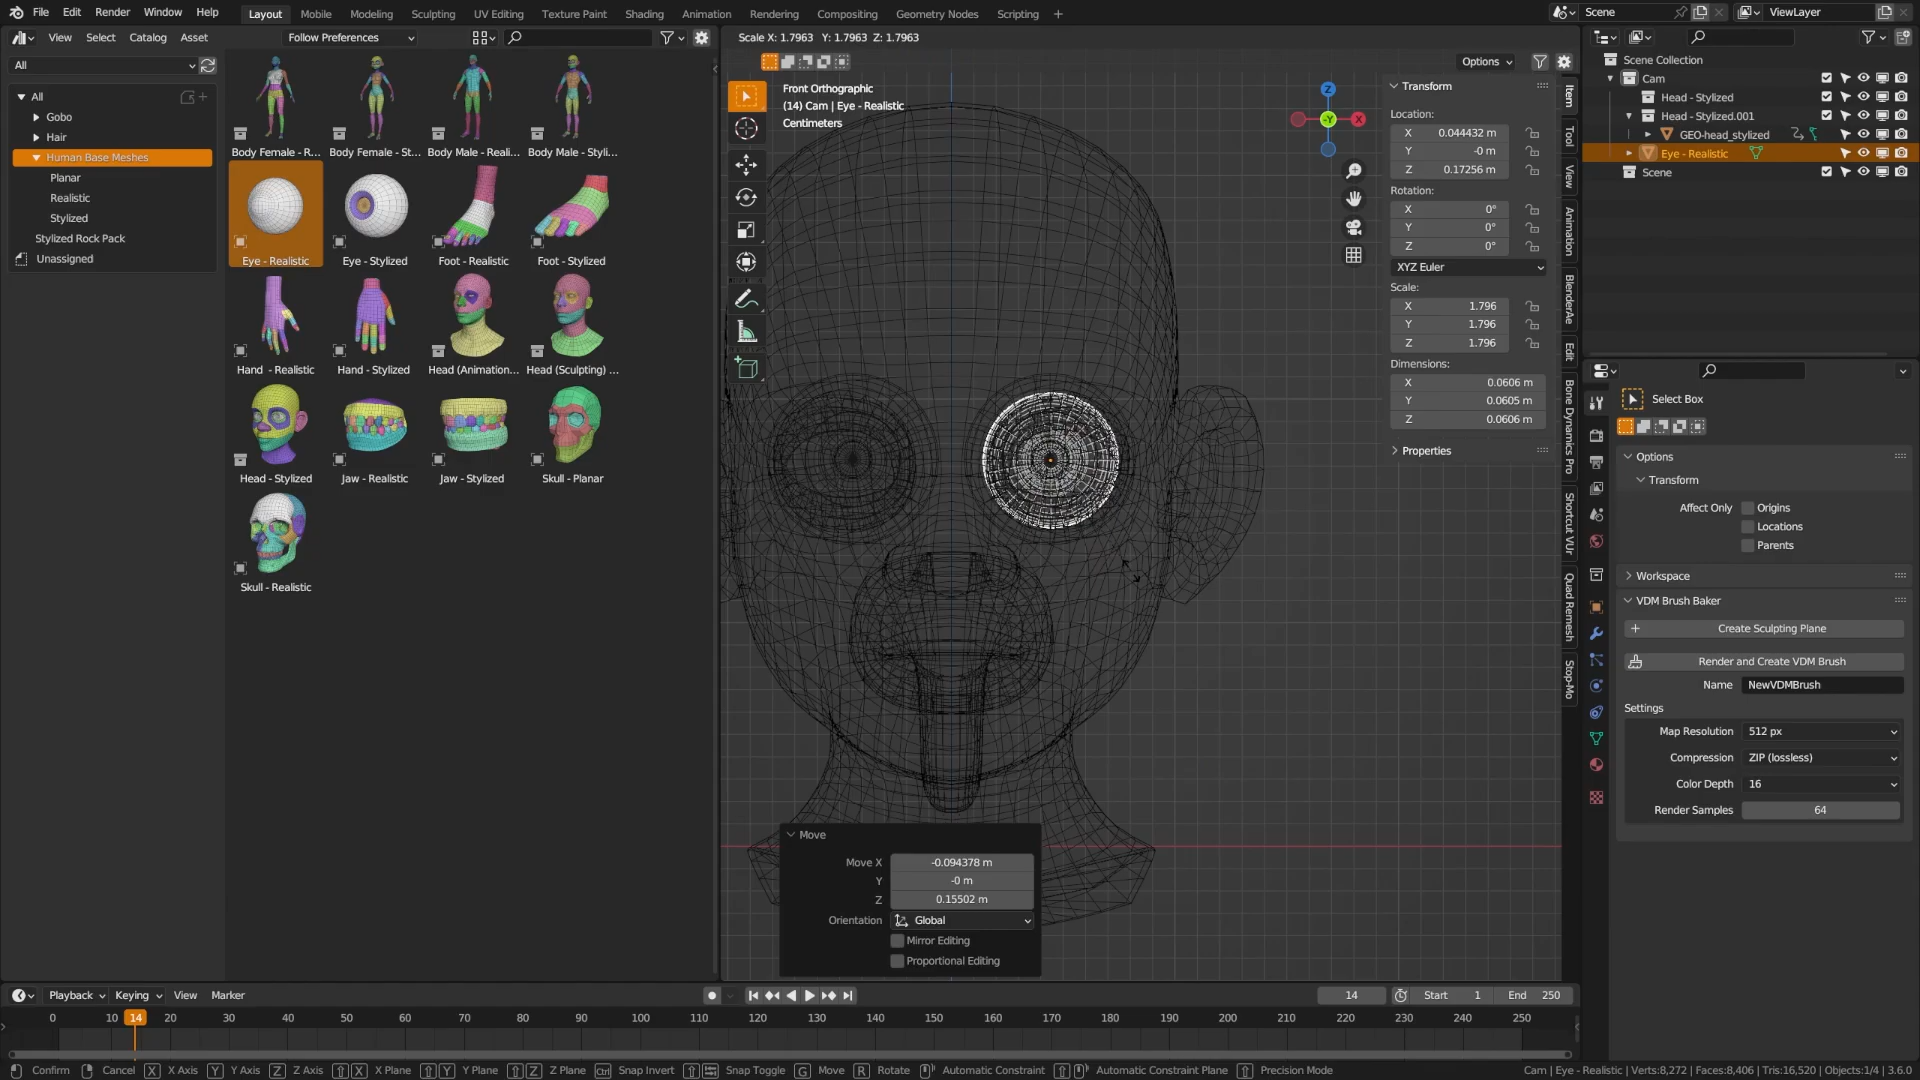 File Edit Render Window Help Layout Mobile Modeling Sculpting UV Editing Texture Paint Shading Animation Rendering Compositing Geometry Nodes Scripting + Scene ViewLayer
View Select Catalog Asset Follow Preferences
Scale X: 1.7963 Y: 1.7963 Z: 1.7963
All
All
Gobo
Hair
Human Base Meshes
Planar
Realistic
Stylized
Stylized Rock Pack
Unassigned
Body Female - R... Body Female - St... Body Male - Reali... Body Male - Styli...
Eye - Realistic Eye - Stylized Foot - Realistic Foot - Stylized
Hand - Realistic Hand - Stylized Head (Animation... Head (Sculpting) ...
Head - Stylized Jaw - Realistic Jaw - Stylized Skull - Planar
Skull - Realistic
Options
Front Orthographic
(14) Cam | Eye - Realistic
Centimeters
Z
-Y
X
Transform
Location:
X 0.044432 m
Y -0 m
Z 0.17256 m
Rotation:
X 0°
Y 0°
Z 0°
XYZ Euler
Scale:
X 1.796
Y 1.796
Z 1.796
Dimensions:
X 0.0606 m
Y 0.0605 m
Z 0.0606 m
Properties
Item
Tool
View
Animation
BlenderAe
Edit
Bone Dynamics Pro
Shortcut VUr
Quad Remesh
Stop-Mo
Move
Move X -0.094378 m
Y -0 m
Z 0.15502 m
Orientation Global
Mirror Editing
Proportional Editing
Scene Collection
Cam
Head - Stylized
Head - Stylized.001
GEO-head_stylized
Eye - Realistic
Scene
Select Box
Options
Transform
Affect Only Origins
Locations
Parents
Workspace
VDM Brush Baker
Create Sculpting Plane
Render and Create VDM Brush
Name NewVDMBrush
Settings
Map Resolution 512 px
Compression ZIP (lossless)
Color Depth 16
Render Samples 64
Playback Keying View Marker 14 Start 1 End 250
0 10 14 20 30 40 50 60 70 80 90 100 110 120 130 140 150 160 170 180 190 200 210 220 230 240 250
Confirm Cancel X X Axis Y Y Axis Z Z Axis X X Plane Y Y Plane Z Z Plane Ctrl Snap Invert Snap Toggle G Move R Rotate Automatic Constraint Automatic Constraint Plane Precision Mode Cam | Eye - Realistic | Verts:8,272 | Faces:8,406 | Tris:16,520 | Objects:1/4 | 3.6.0